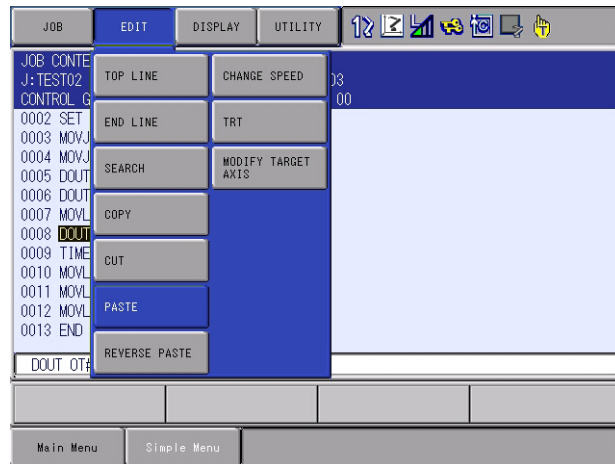 JOB EDIT DISPLAY UTILITY
JOB CONTE
J:TEST02 03
CONTROL G 00
0002 SET
0003 MOVJ
0004 MOVJ
0005 DOUT
0006 DOUT
0007 MOVL
0008 DOUT
0009 TIME
0010 MOVL
0011 MOVL
0012 MOVL
0013 END
DOUT OT#
TOP LINE
END LINE
SEARCH
COPY
CUT
PASTE
REVERSE PASTE
CHANGE SPEED
TRT
MODIFY TARGET
AXIS
Main Menu Simple Menu